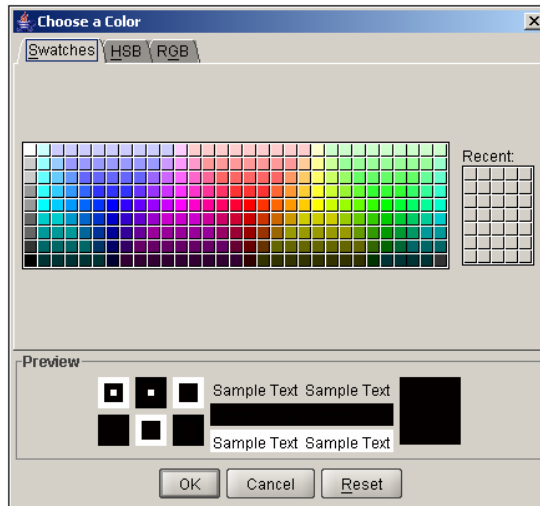 Choose a Color
Swatches HSB RGB
Recent:
Preview
Sample Text Sample Text
Sample Text Sample Text
OK Cancel Reset